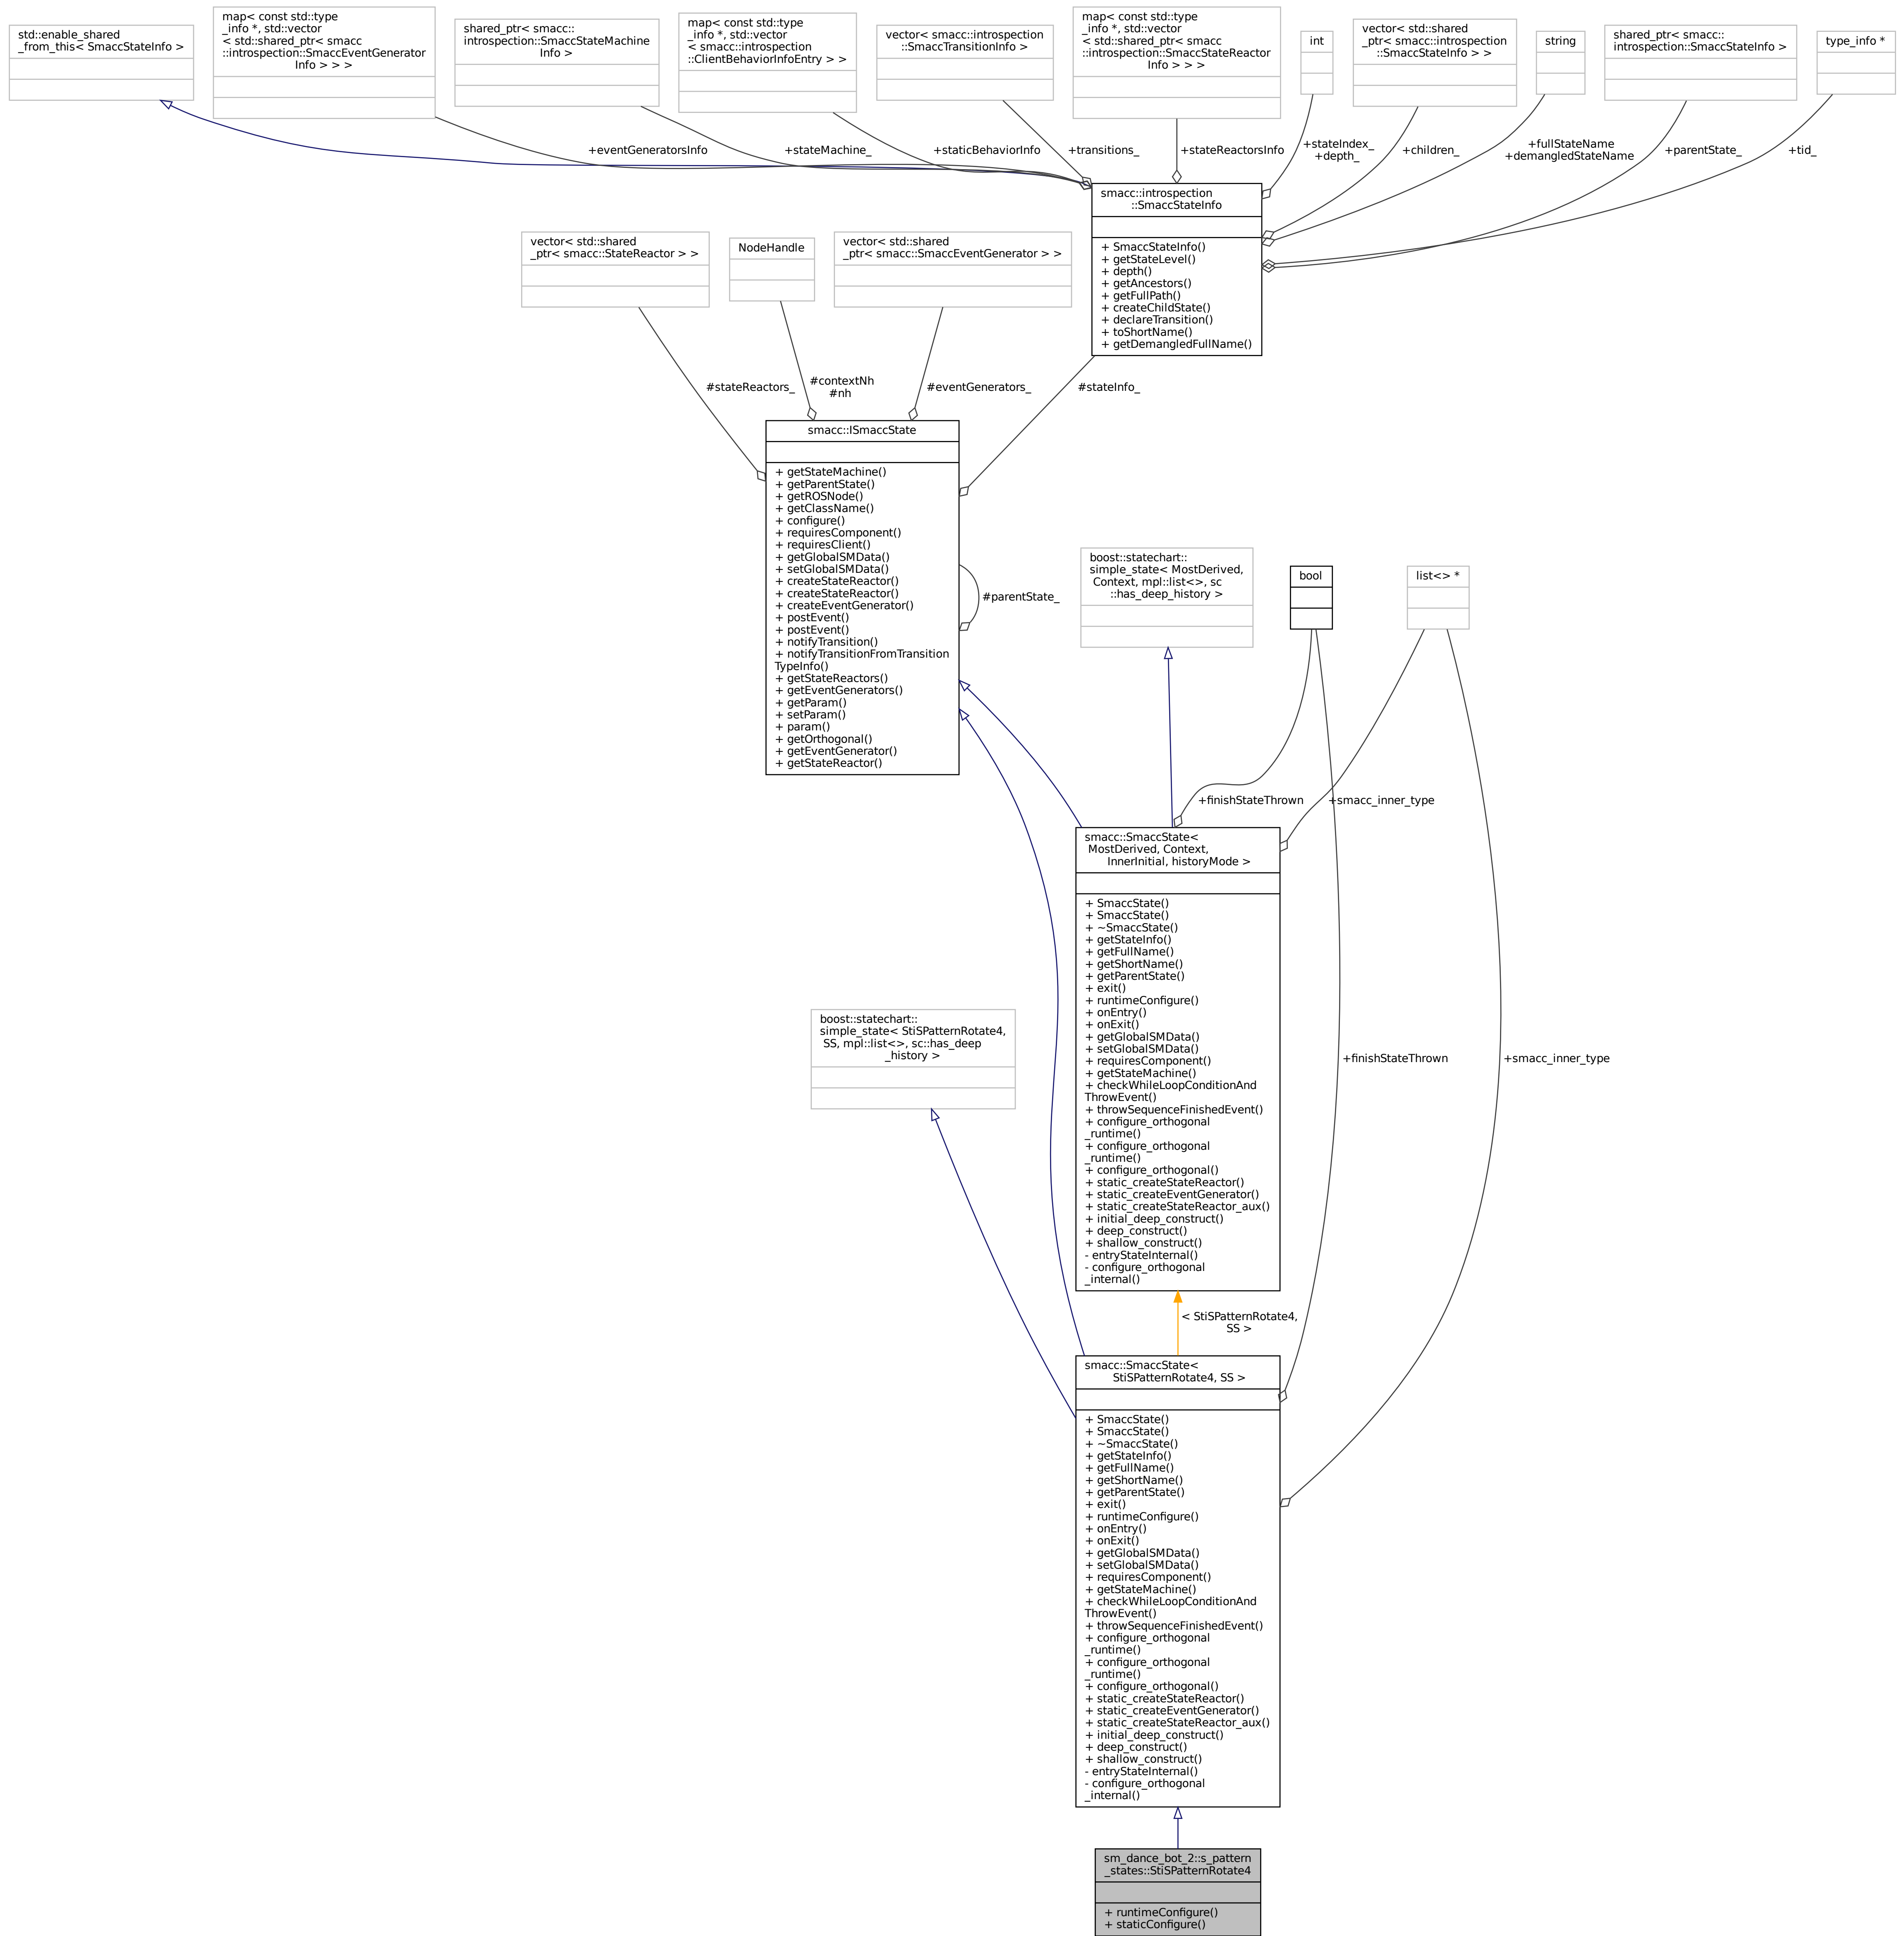 std::enable_shared
_from_this< SmaccStateInfo >
map< const std::type
_info *, std::vector
< std::shared_ptr< smacc
::introspection::SmaccEventGenerator
Info > > >
shared_ptr< smacc::
introspection::SmaccStateMachine
Info >
map< const std::type
_info *, std::vector
< smacc::introspection
::ClientBehaviorInfoEntry > >
vector< smacc::introspection
::SmaccTransitionInfo >
map< const std::type
_info *, std::vector
< std::shared_ptr< smacc
::introspection::SmaccStateReactor
Info > > >
int
vector< std::shared
_ptr< smacc::introspection
::SmaccStateInfo > >
string
shared_ptr< smacc::
introspection::SmaccStateInfo >
type_info *
+eventGeneratorsInfo
+stateMachine_
+staticBehaviorInfo
+transitions_
+stateReactorsInfo
+stateIndex_
+depth_
+children_
+fullStateName
+demangledStateName
+parentState_
+tid_
smacc::introspection
::SmaccStateInfo
+ SmaccStateInfo()
+ getStateLevel()
+ depth()
+ getAncestors()
+ getFullPath()
+ createChildState()
+ declareTransition()
+ toShortName()
+ getDemangledFullName()
vector< std::shared
_ptr< smacc::StateReactor > >
NodeHandle
vector< std::shared
_ptr< smacc::SmaccEventGenerator > >
#stateReactors_
#contextNh
#nh
#eventGenerators_
#stateInfo_
smacc::ISmaccState
+ getStateMachine()
+ getParentState()
+ getROSNode()
+ getClassName()
+ configure()
+ requiresComponent()
+ requiresClient()
+ getGlobalSMData()
+ setGlobalSMData()
+ createStateReactor()
+ createStateReactor()
+ createEventGenerator()
+ postEvent()
+ postEvent()
+ notifyTransition()
+ notifyTransitionFromTransition
TypeInfo()
+ getStateReactors()
+ getEventGenerators()
+ getParam()
+ setParam()
+ param()
+ getOrthogonal()
+ getEventGenerator()
+ getStateReactor()
#parentState_
boost::statechart::
simple_state< MostDerived,
Context, mpl::list<>, sc
::has_deep_history >
bool
list<> *
+finishStateThrown
+smacc_inner_type
smacc::SmaccState<
MostDerived, Context,
InnerInitial, historyMode >
+ SmaccState()
+ SmaccState()
+ ~SmaccState()
+ getStateInfo()
+ getFullName()
+ getShortName()
+ getParentState()
+ exit()
+ runtimeConfigure()
+ onEntry()
+ onExit()
+ getGlobalSMData()
+ setGlobalSMData()
+ requiresComponent()
+ getStateMachine()
+ checkWhileLoopConditionAnd
ThrowEvent()
+ throwSequenceFinishedEvent()
+ configure_orthogonal
_runtime()
+ configure_orthogonal
_runtime()
+ configure_orthogonal()
+ static_createStateReactor()
+ static_createEventGenerator()
+ static_createStateReactor_aux()
+ initial_deep_construct()
+ deep_construct()
+ shallow_construct()
- entryStateInternal()
- configure_orthogonal
_internal()
boost::statechart::
simple_state< StiSPatternRotate4,
SS, mpl::list<>, sc::has_deep
_history >
+finishStateThrown
+smacc_inner_type
< StiSPatternRotate4,
SS >
smacc::SmaccState<
StiSPatternRotate4, SS >
+ SmaccState()
+ SmaccState()
+ ~SmaccState()
+ getStateInfo()
+ getFullName()
+ getShortName()
+ getParentState()
+ exit()
+ runtimeConfigure()
+ onEntry()
+ onExit()
+ getGlobalSMData()
+ setGlobalSMData()
+ requiresComponent()
+ getStateMachine()
+ checkWhileLoopConditionAnd
ThrowEvent()
+ throwSequenceFinishedEvent()
+ configure_orthogonal
_runtime()
+ configure_orthogonal
_runtime()
+ configure_orthogonal()
+ static_createStateReactor()
+ static_createEventGenerator()
+ static_createStateReactor_aux()
+ initial_deep_construct()
+ deep_construct()
+ shallow_construct()
- entryStateInternal()
- configure_orthogonal
_internal()
sm_dance_bot_2::s_pattern
_states::StiSPatternRotate4
+ runtimeConfigure()
+ staticConfigure()